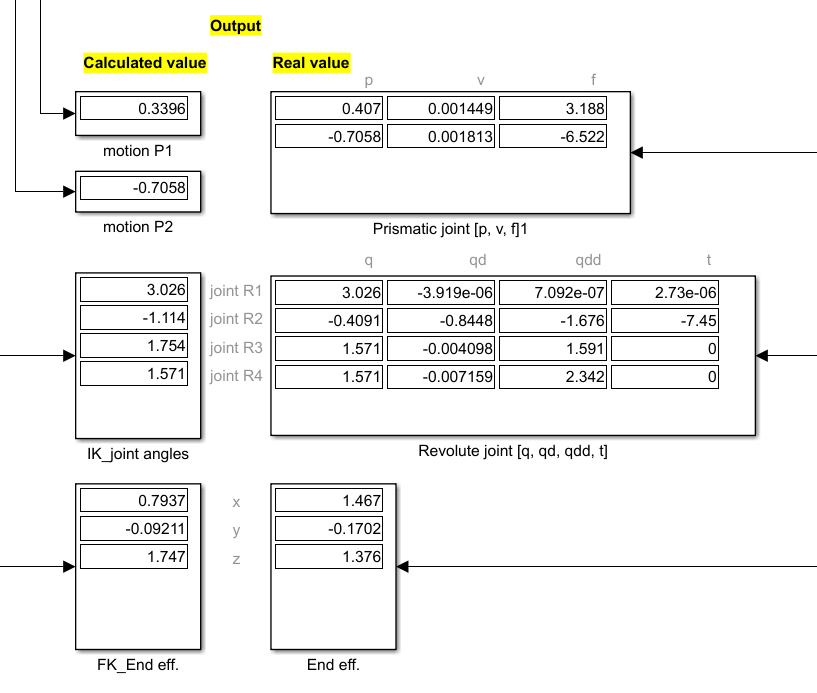 Output
Calculated value Real value
p v f
0.3396 0.407 0.001449 3.188
-0.7058 0.001813 -6.522
motion P1
-0.7058
motion P2 Prismatic joint [p, v, f]1
q qd qdd t
3.026 joint R1 3.026 -3.919e-06 7.092e-07 2.73e-06
-1.114 joint R2 -0.4091 -0.8448 -1.676 -7.45
1.754 joint R3 1.571 -0.004098 1.591 0
1.571 joint R4 1.571 -0.007159 2.342 0
IK_joint angles Revolute joint [q, qd, qdd, t]
0.7937 x 1.467
-0.09211 y -0.1702
1.747 z 1.376
FK_End eff. End eff.